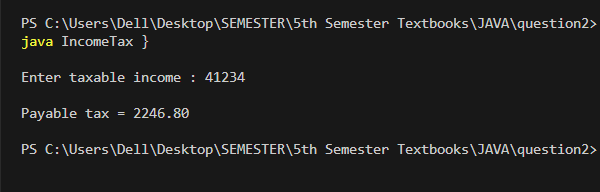 PS C:\Users\Dell\Desktop\SEMESTER\5th Semester Textbooks\JAVA\question2>
java IncomeTax }
Enter taxable income : 41234
Payable tax = 2246.80
PS C:\Users\Dell\Desktop\SEMESTER\5th Semester Textbooks\JAVA\question2>